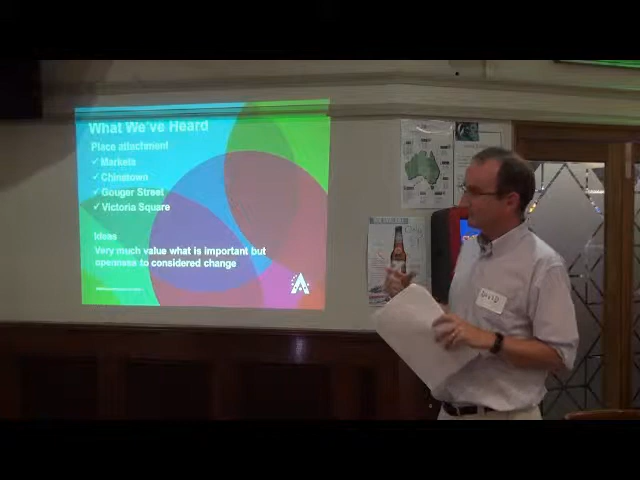 What We've Heard
Place attachment
✓ Markets
✓ Chinatown
✓ Gouger Street
✓ Victoria Square
Ideas
Very much value what is important but
openness to considered change
DAVID